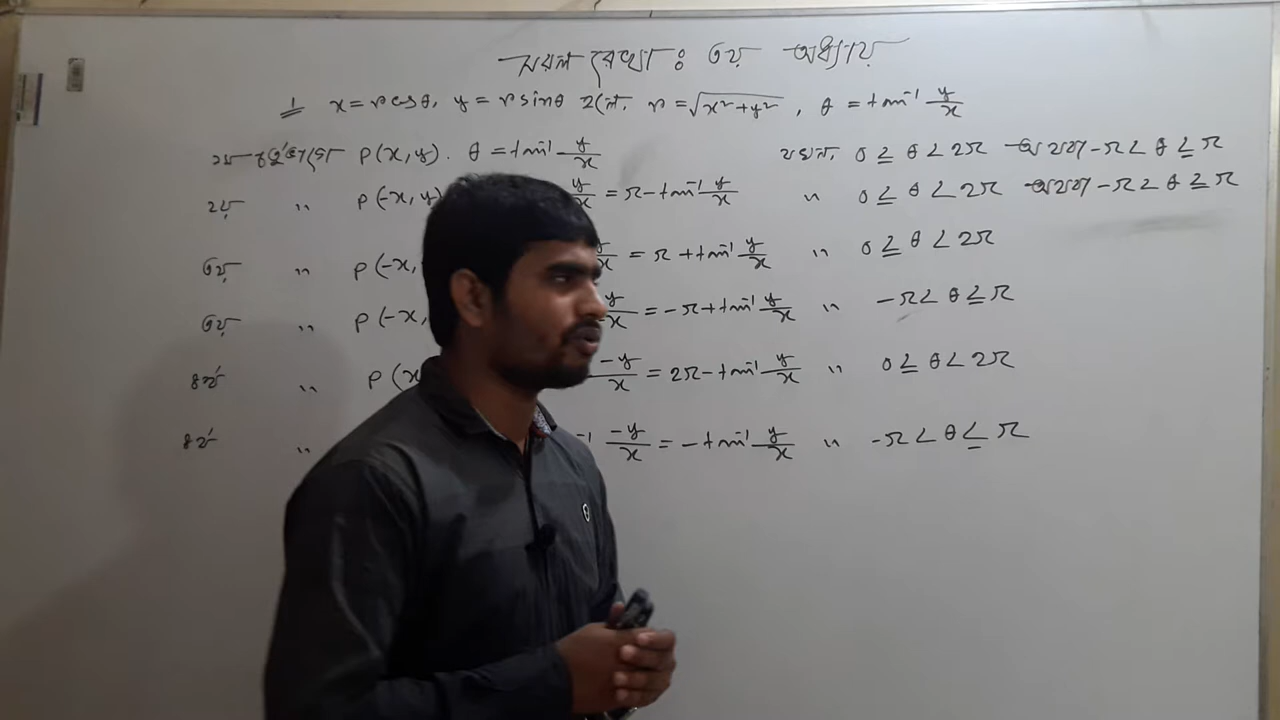 সরল রেখা : ৩য় অধ্যায়
1 x = r cosθ, y = r sinθ হলে, r = √(x²+y²), θ = tan⁻¹ y/x
১ম চতুর্ভাগে P(x, y). θ = tan⁻¹ y/x যখন, 0 ≤ θ < 2π অথবা -π < θ ≤ π
২য় " P(-x, y) y/x = π - tan⁻¹ y/x " 0 ≤ θ < 2π অথবা -π < θ ≤ π
৩য় " P(-x, y/x = π + tan⁻¹ y/x " 0 ≤ θ < 2π
৩য় " P(-x, y/x = -π + tan⁻¹ y/x " -π < θ ≤ π
৪র্থ " P(x -y/x = 2π - tan⁻¹ y/x " 0 ≤ θ < 2π
৪র্থ " ⁻¹ -y/x = - tan⁻¹ y/x " -π < θ ≤ π